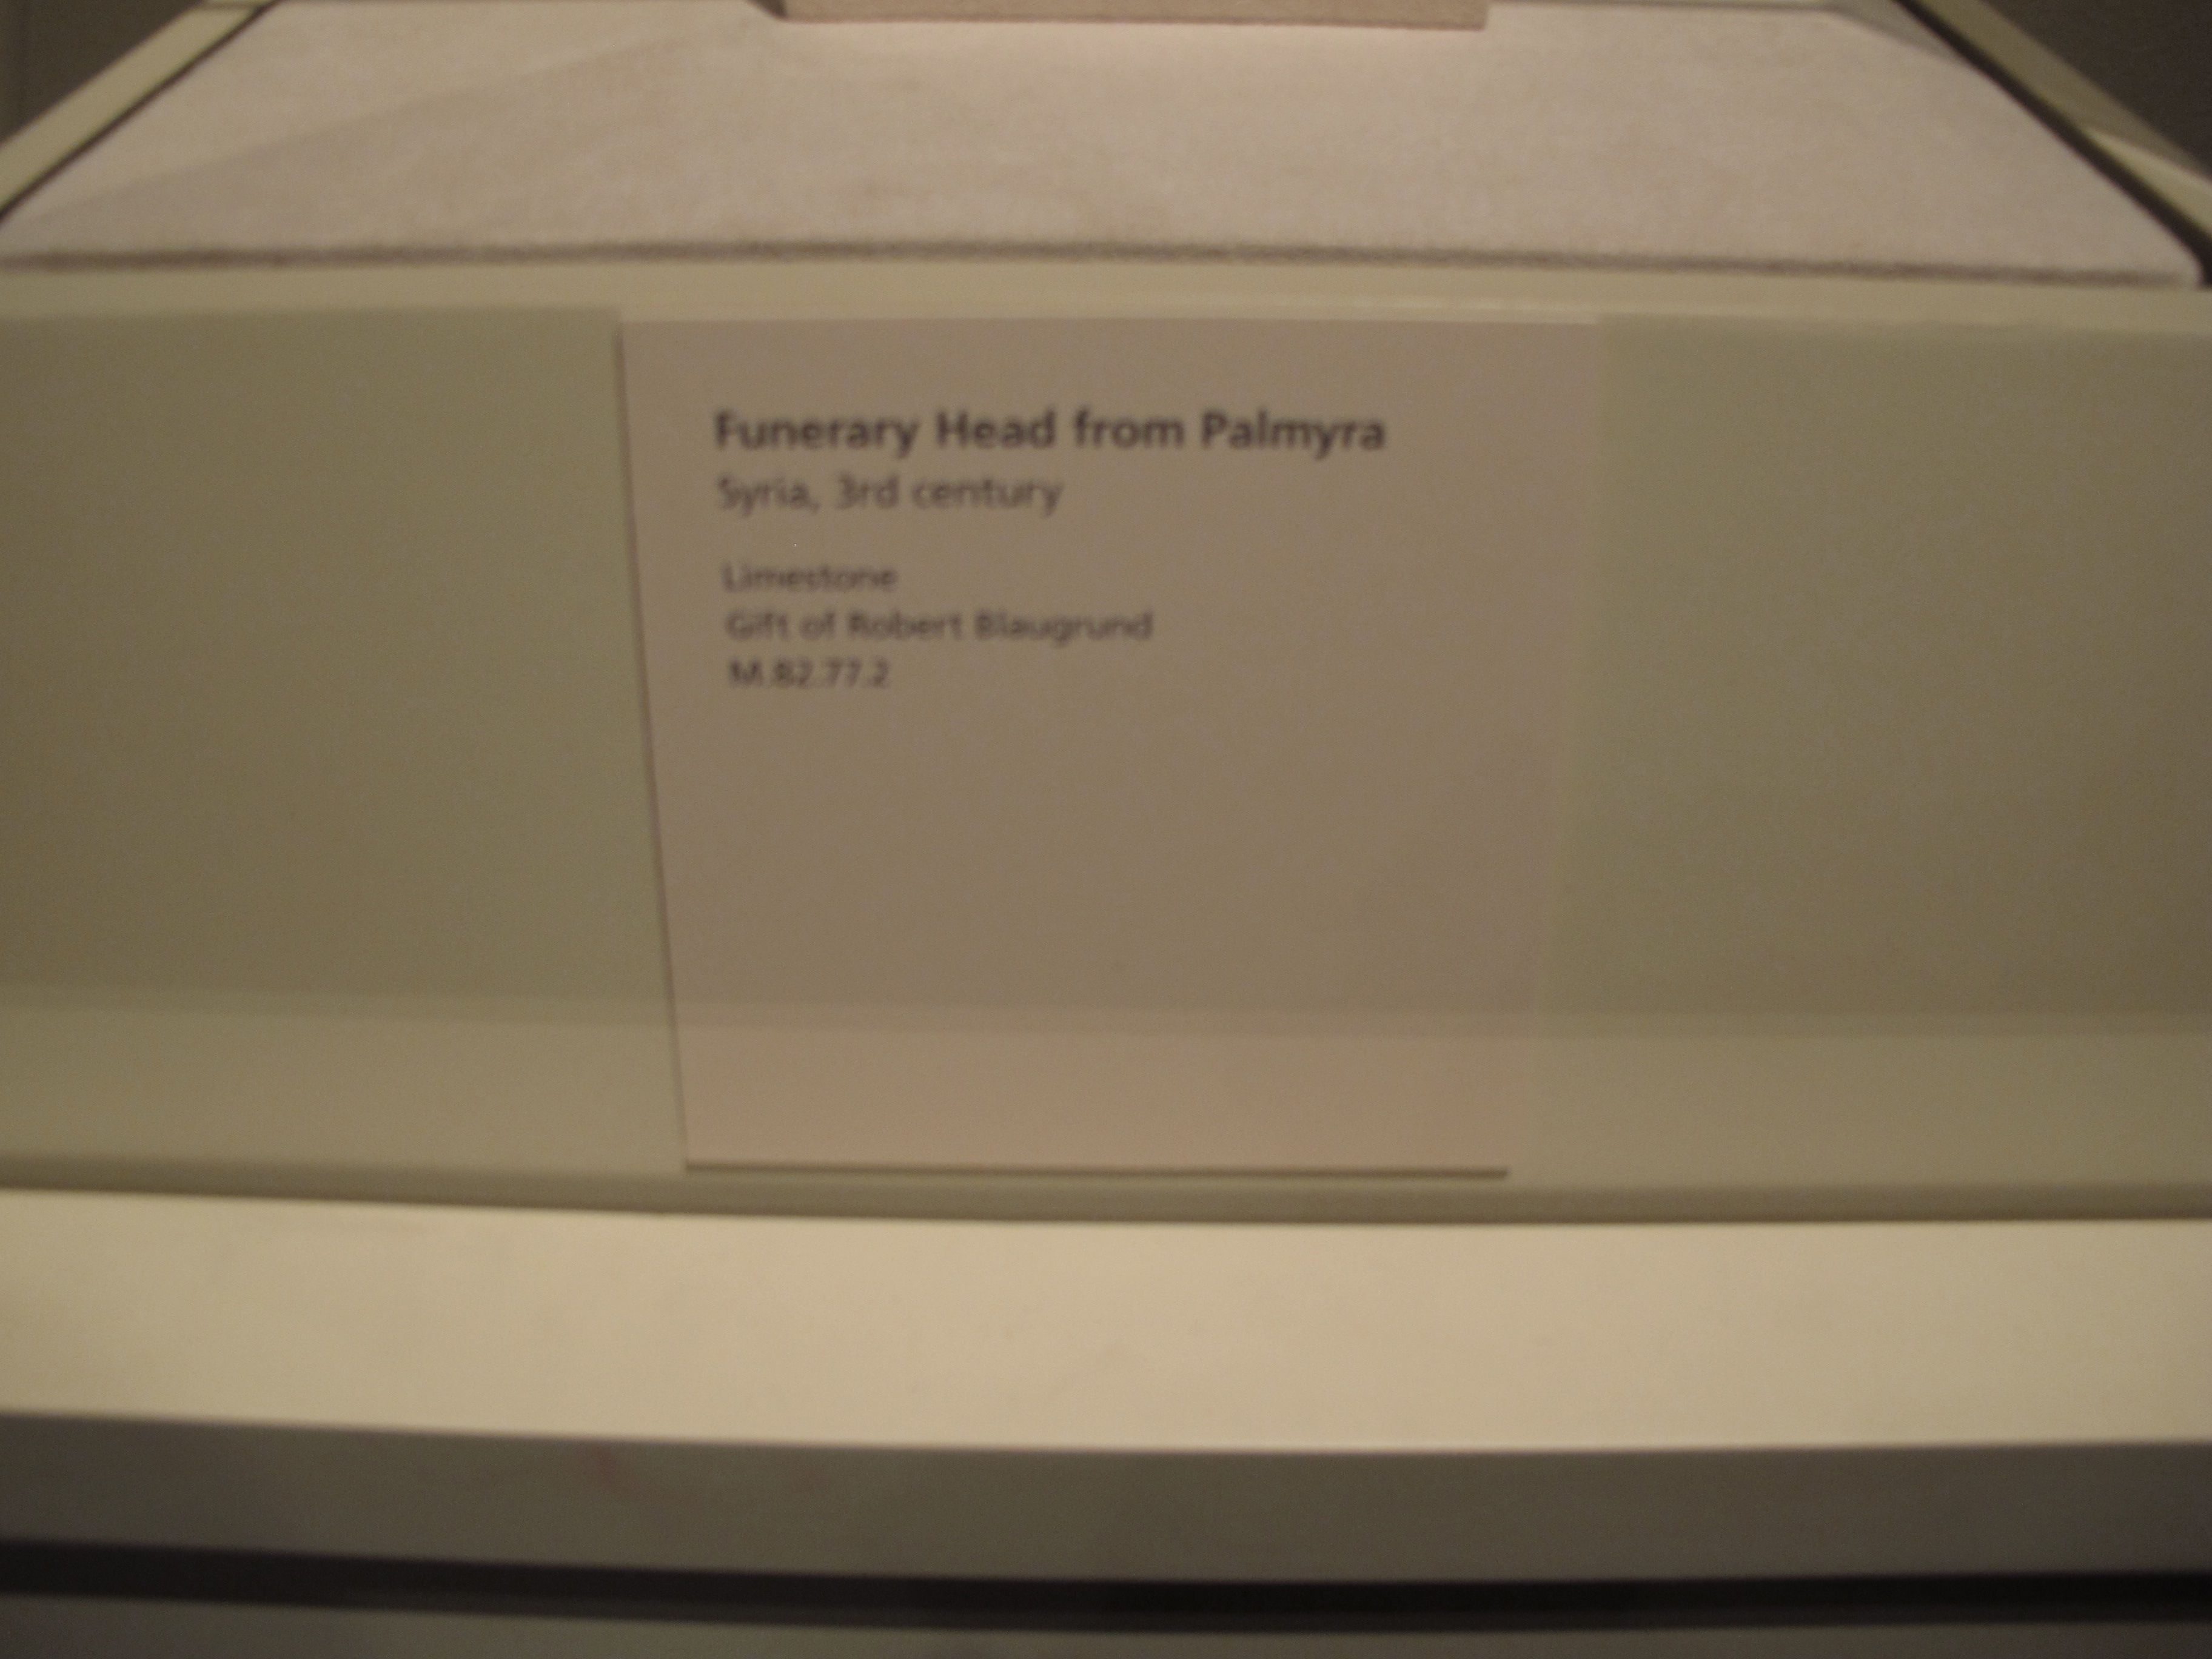 Funerary Head from Palmyra
Syria, 3rd century
Limestone
Gift of Robert Blaugrund
M.82.77.2